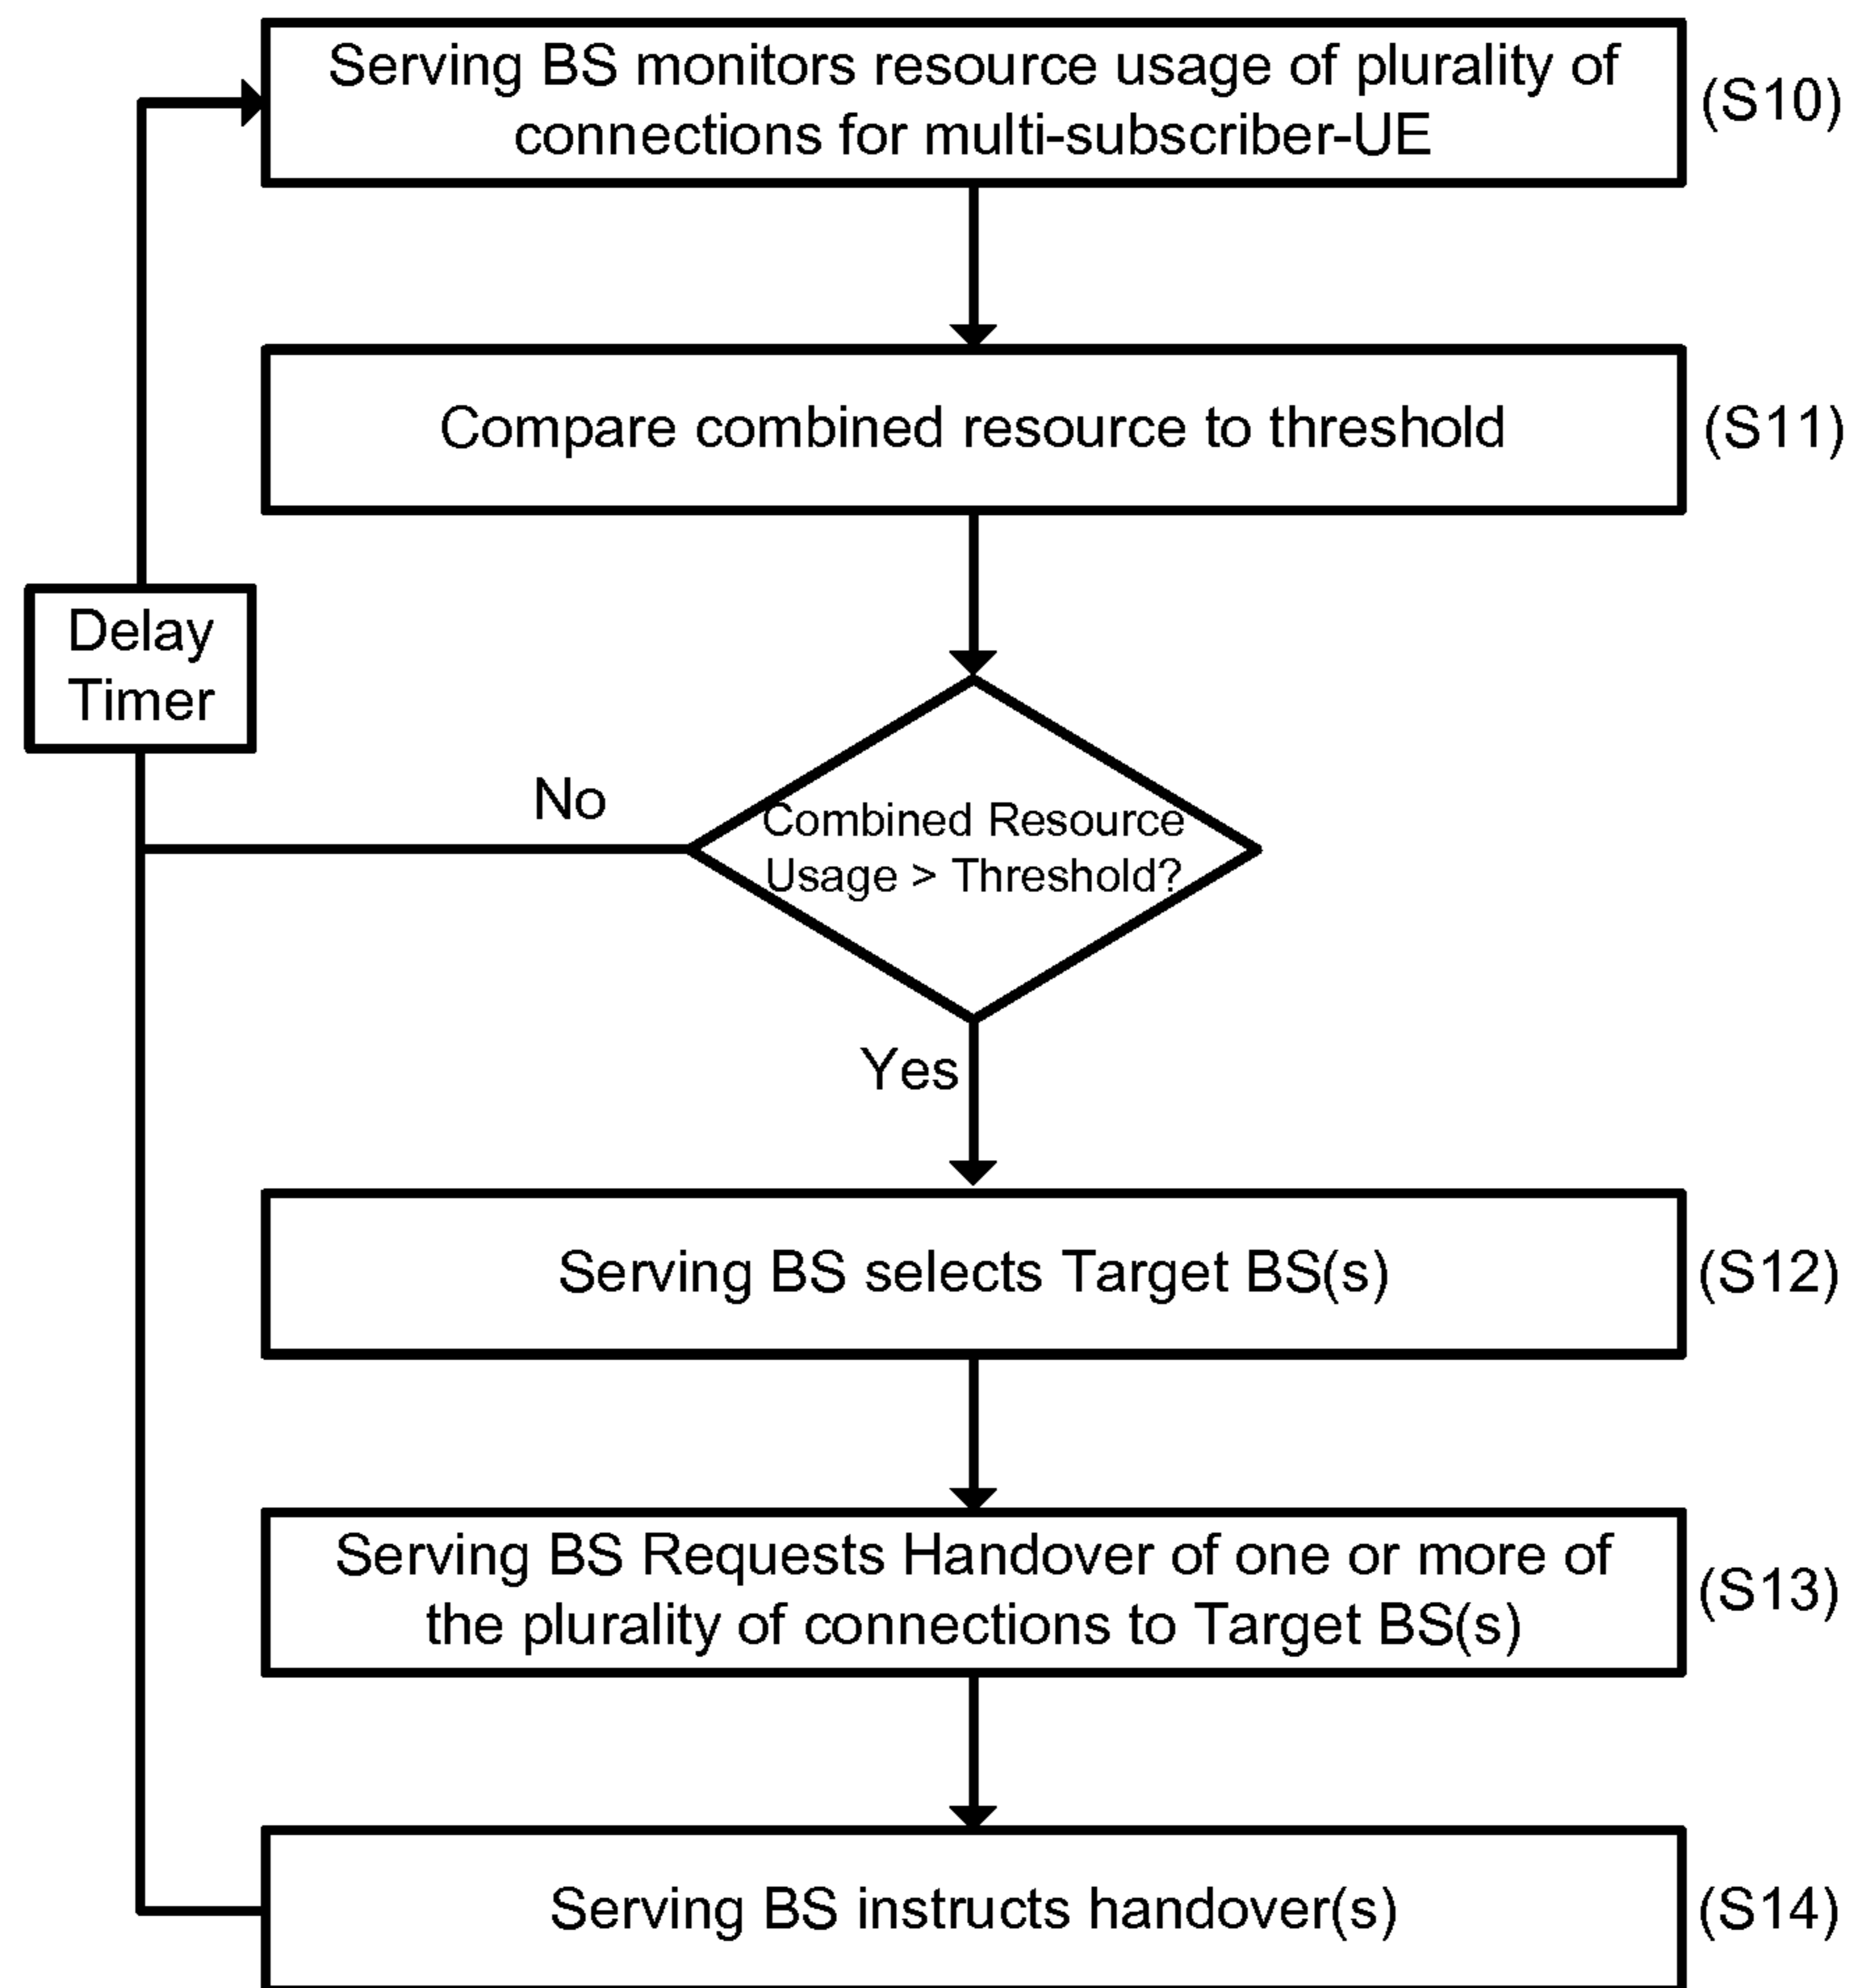 Serving BS monitors resource usage of plurality of
connections for multi-subscriber-UE
(S10)
Compare combined resource to threshold
(S11)
Delay
Timer
No
Combined Resource
Usage > Threshold?
Yes
Serving BS selects Target BS(s)
(S12)
Serving BS Requests Handover of one or more of
the plurality of connections to Target BS(s)
(S13)
Serving BS instructs handover(s)
(S14)